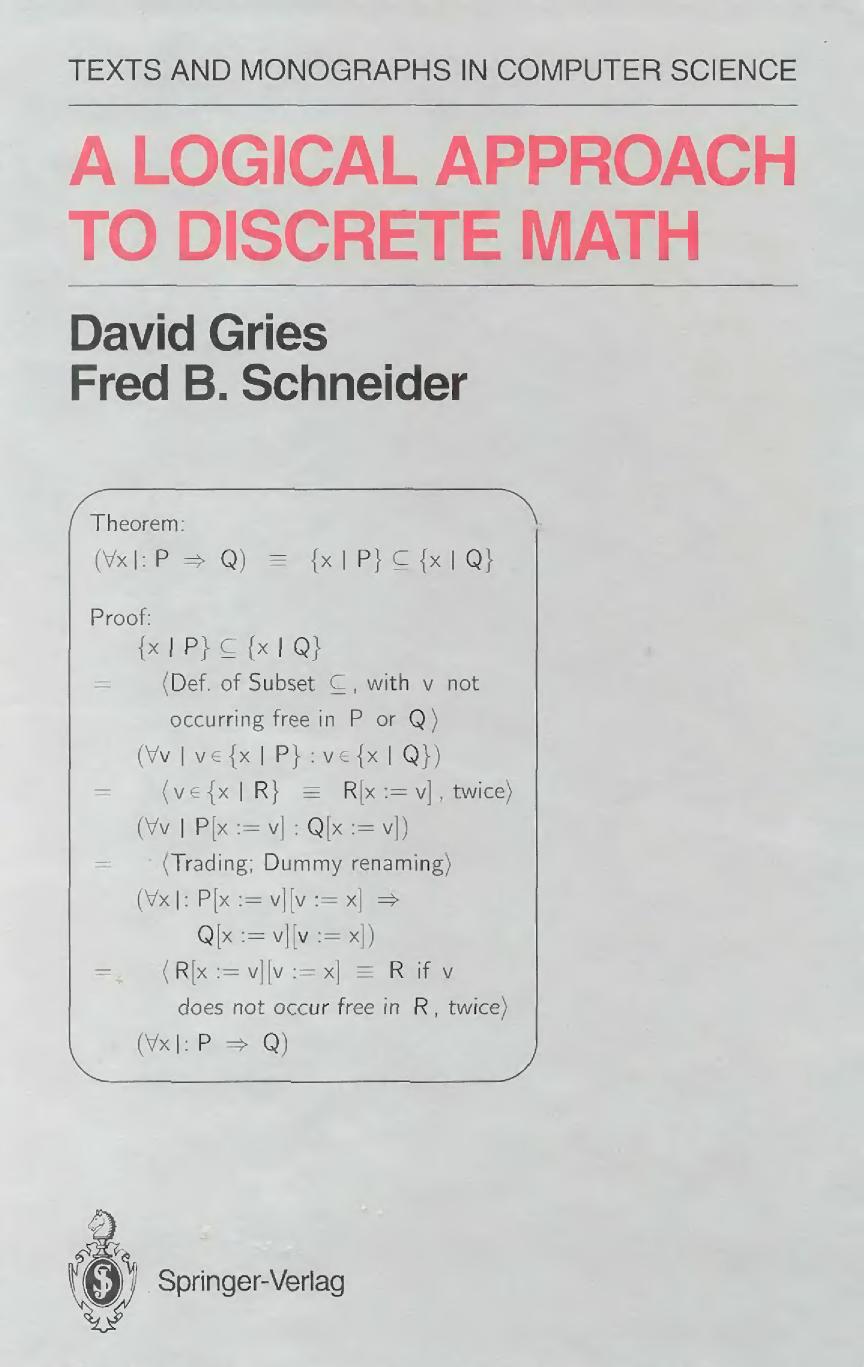 TEXTS AND MONOGRAPHS IN COMPUTER SCIENCE
A LOGICAL APPROACH
TO DISCRETE MATH
David Gries
Fred B. Schneider
Theorem:
(∀x |: P ⇒ Q) ≡ {x | P} ⊆ {x | Q}
Proof:
{x | P} ⊆ {x | Q}
= ⟨Def. of Subset ⊆, with v not
occurring free in P or Q⟩
(∀v | v∈{x | P} : v∈{x | Q})
= ⟨v∈{x | R} ≡ R[x := v], twice⟩
(∀v | P[x := v] : Q[x := v])
= ⟨Trading; Dummy renaming⟩
(∀x |: P[x := v][v := x] ⇒
Q[x := v][v := x])
= ⟨R[x := v][v := x] ≡ R if v
does not occur free in R, twice⟩
(∀x |: P ⇒ Q)
Springer-Verlag